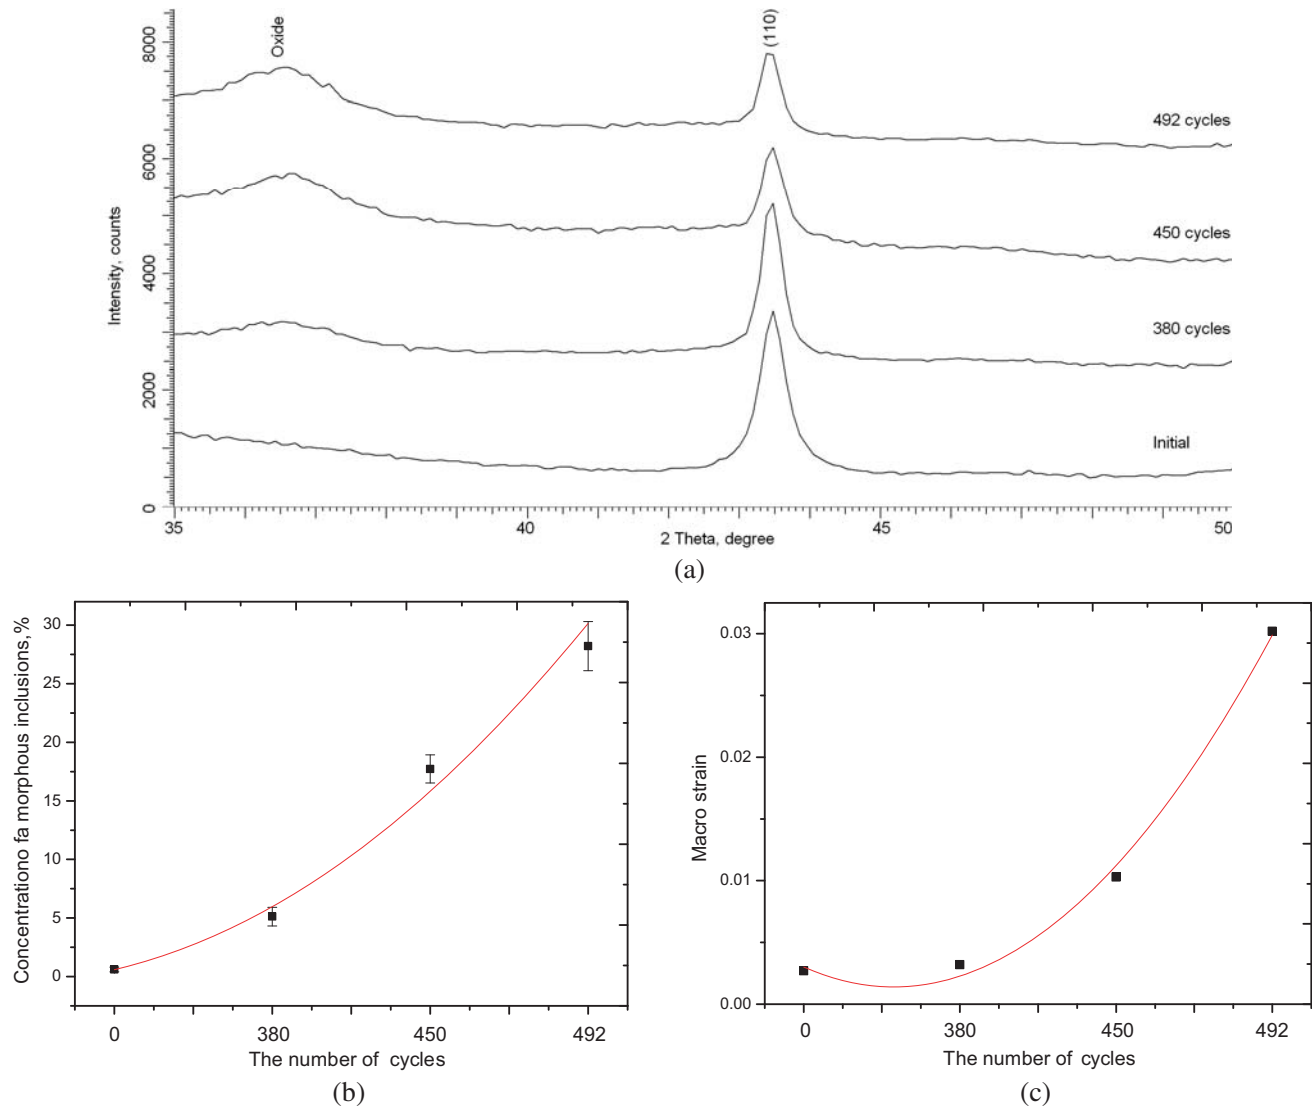 Oxide
(110)
8000
6000
4000
2000
0
Intensity, counts
492 cycles
450 cycles
380 cycles
Initial
35
40
45
50
2 Theta, degree
(a)
Concentrationo fa morphous inclusions,%
30
25
20
15
10
5
0
0
380
450
492
The number of cycles
(b)
Macro strain
0.03
0.02
0.01
0.00
0
380
450
492
The number of cycles
(c)